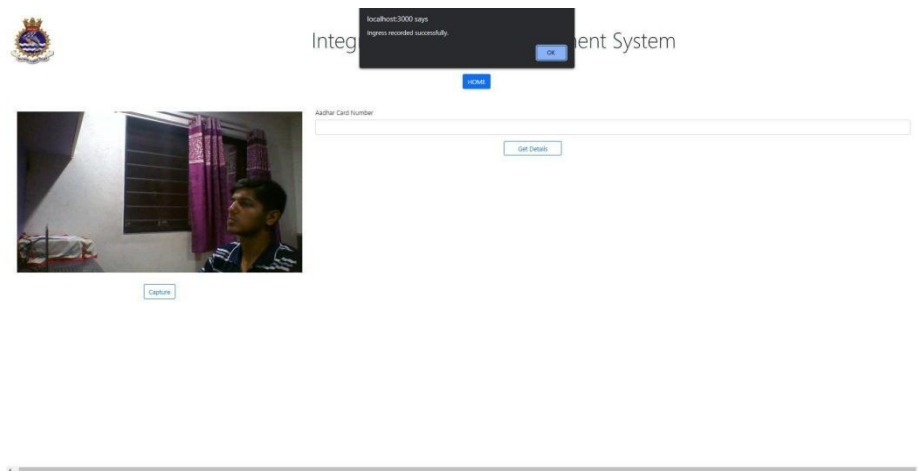 localhost:3000 says
Ingress recorded successfully.
OK
Integ ent System
HOME
Aadhar Card Number
Get Details
Capture